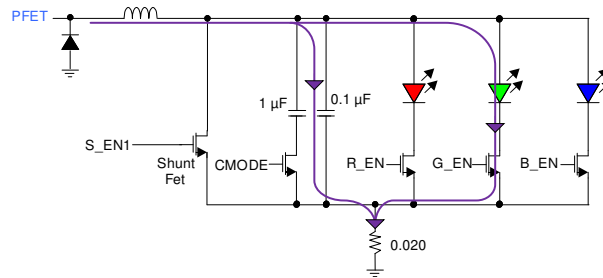 PFET
1 µF
0.1 µF
S_EN1
Shunt
Fet
CMODE
R_EN
G_EN
B_EN
0.020